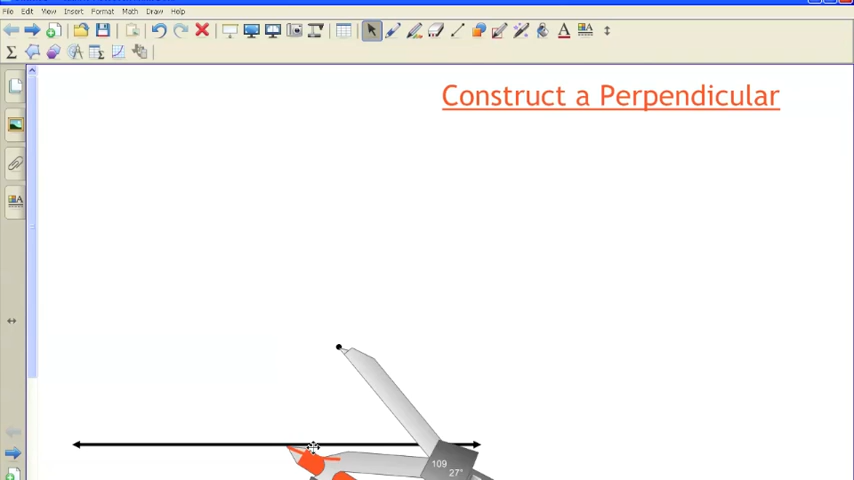 File Edit View Insert Format Math Draw Help
Construct a Perpendicular
109
27°